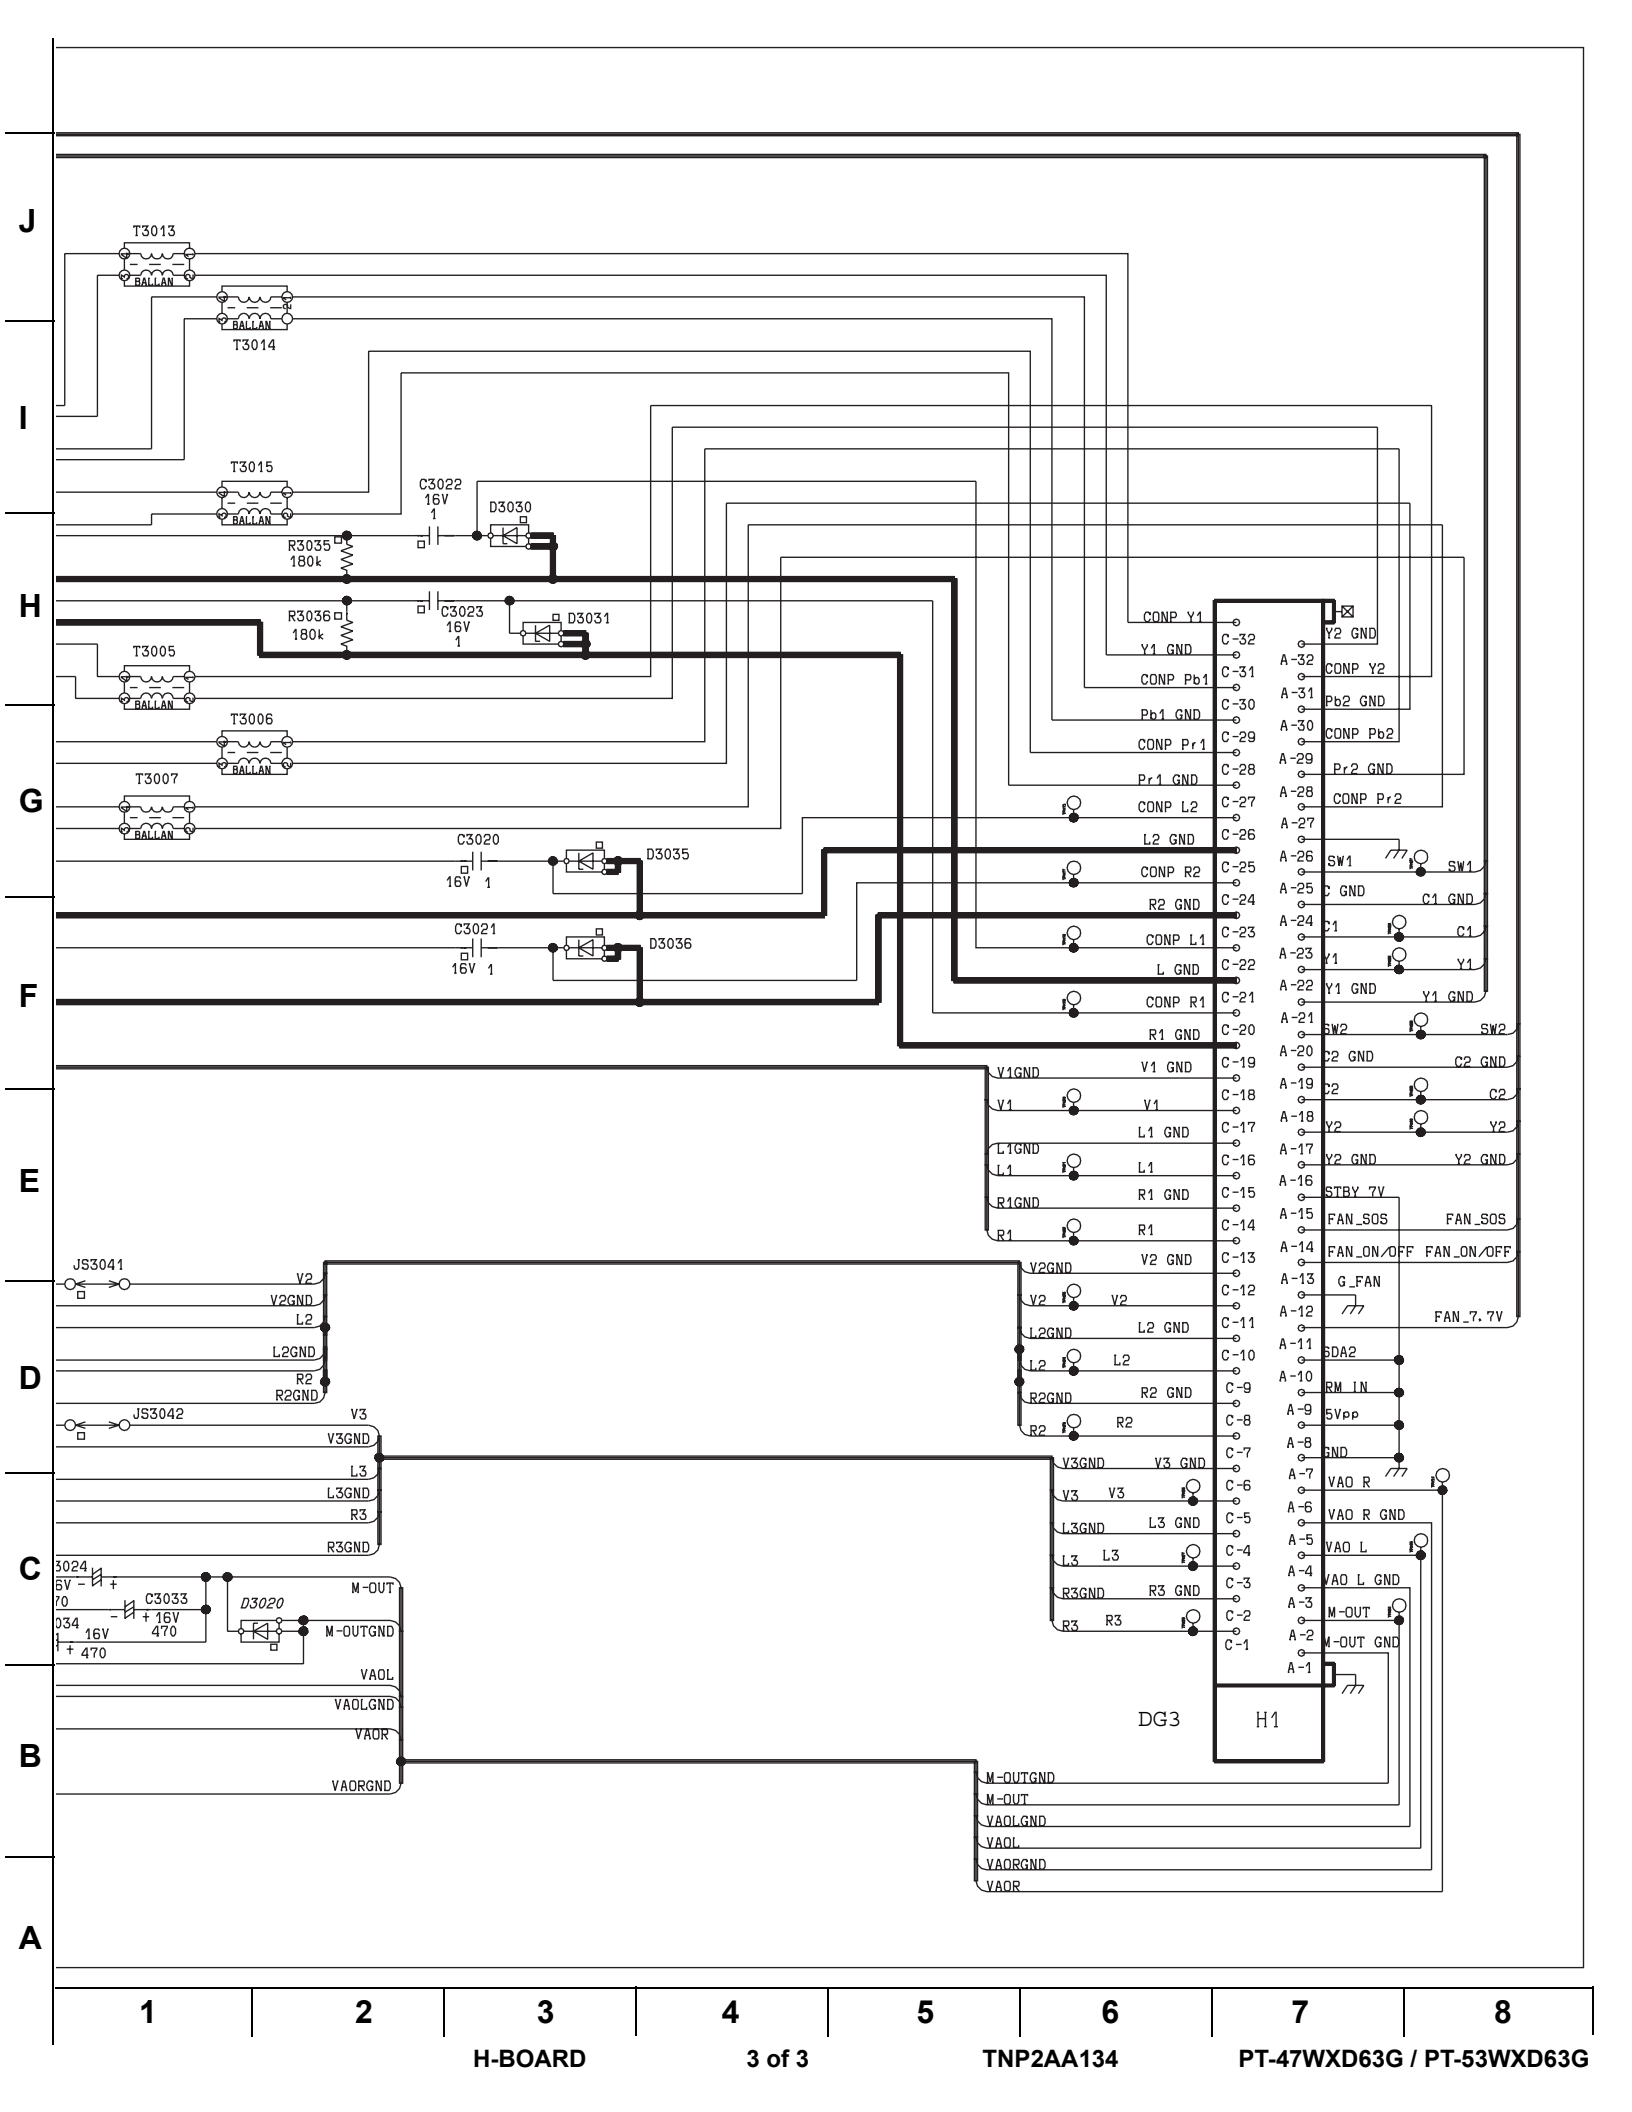 J
T3013
BALLAN
BALLAN
T3014
I
T3015
BALLAN
C3022
16V
1
D3030
R3035
180k
H
R3036
180k
C3023
16V
1
D3031
T3005
BALLAN
T3006
BALLAN
T3007
BALLAN
G
C3020
16V 1
D3035
C3021
16V 1
D3036
F
CONP Y1
Y1 GND
CONP Pb1
Pb1 GND
CONP Pr1
Pr1 GND
CONP L2
L2 GND
CONP R2
R2 GND
CONP L1
L GND
CONP R1
R1 GND
V1GND V1 GND
V1 V1
L1GND L1 GND
L1 L1
R1GND R1 GND
R1 R1
V2GND V2 GND
V2 V2
L2GND L2 GND
L2 L2
R2GND R2 GND
R2 R2
V3GND V3 GND
V3 V3
L3GND L3 GND
L3 L3
R3GND R3 GND
R3 R3
C-32
C-31
C-30
C-29
C-28
C-27
C-26
C-25
C-24
C-23
C-22
C-21
C-20
C-19
C-18
C-17
C-16
C-15
C-14
C-13
C-12
C-11
C-10
C-9
C-8
C-7
C-6
C-5
C-4
C-3
C-2
C-1
A-32
A-31
A-30
A-29
A-28
A-27
A-26
A-25
A-24
A-23
A-22
A-21
A-20
A-19
A-18
A-17
A-16
A-15
A-14
A-13
A-12
A-11
A-10
A-9
A-8
A-7
A-6
A-5
A-4
A-3
A-2
A-1
Y2 GND
CONP Y2
Pb2 GND
CONP Pb2
Pr2 GND
CONP Pr2
SW1 SW1
C GND C1 GND
C1 C1
Y1 Y1
Y1 GND Y1 GND
SW2 SW2
C2 GND C2 GND
C2 C2
Y2 Y2
Y2 GND Y2 GND
STBY 7V
FAN_SOS FAN_SOS
FAN_ON/OFF FAN_ON/OFF
G_FAN
FAN_7.7V
SDA2
RM IN
5Vpp
GND
VAO R
VAO R GND
VAO L
VAO L GND
M-OUT
M-OUT GND
E
JS3041
V2
V2GND
L2
L2GND
R2
R2GND
D
JS3042
V3
V3GND
L3
L3GND
R3
R3GND
C
3024
6V - +
70
C3033
- + 16V
470
034
16V
+ 470
D3020
M-OUT
M-OUTGND
VAOL
VAOLGND
VAOR
VAORGND
B
DG3 H1
M-OUTGND
M-OUT
VAOLGND
VAOL
VAORGND
VAOR
A
1 2 3 4 5 6 7 8
H-BOARD 3 of 3 TNP2AA134 PT-47WXD63G / PT-53WXD63G